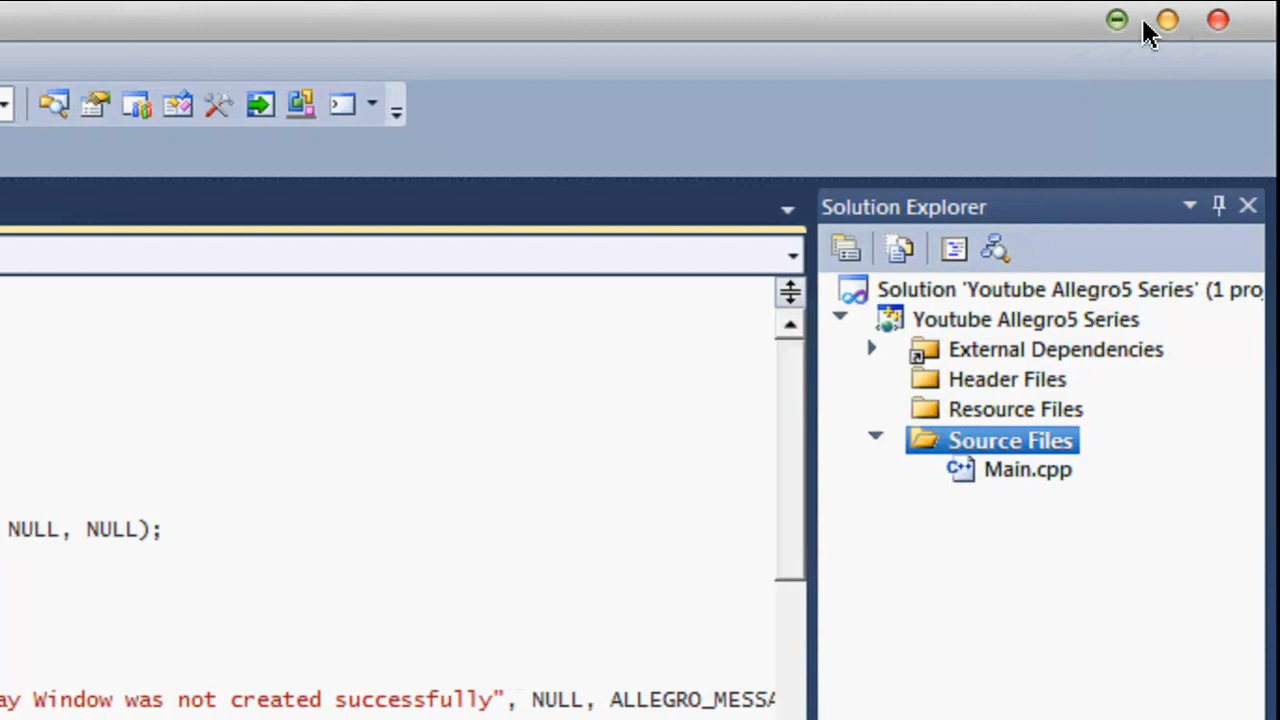 Solution Explorer
Solution 'Youtube Allegro5 Series' (1 pro
Youtube Allegro5 Series
External Dependencies
Header Files
Resource Files
Source Files
Main.cpp
NULL, NULL);
ay Window was not created successfully", NULL, ALLEGRO_MESSA